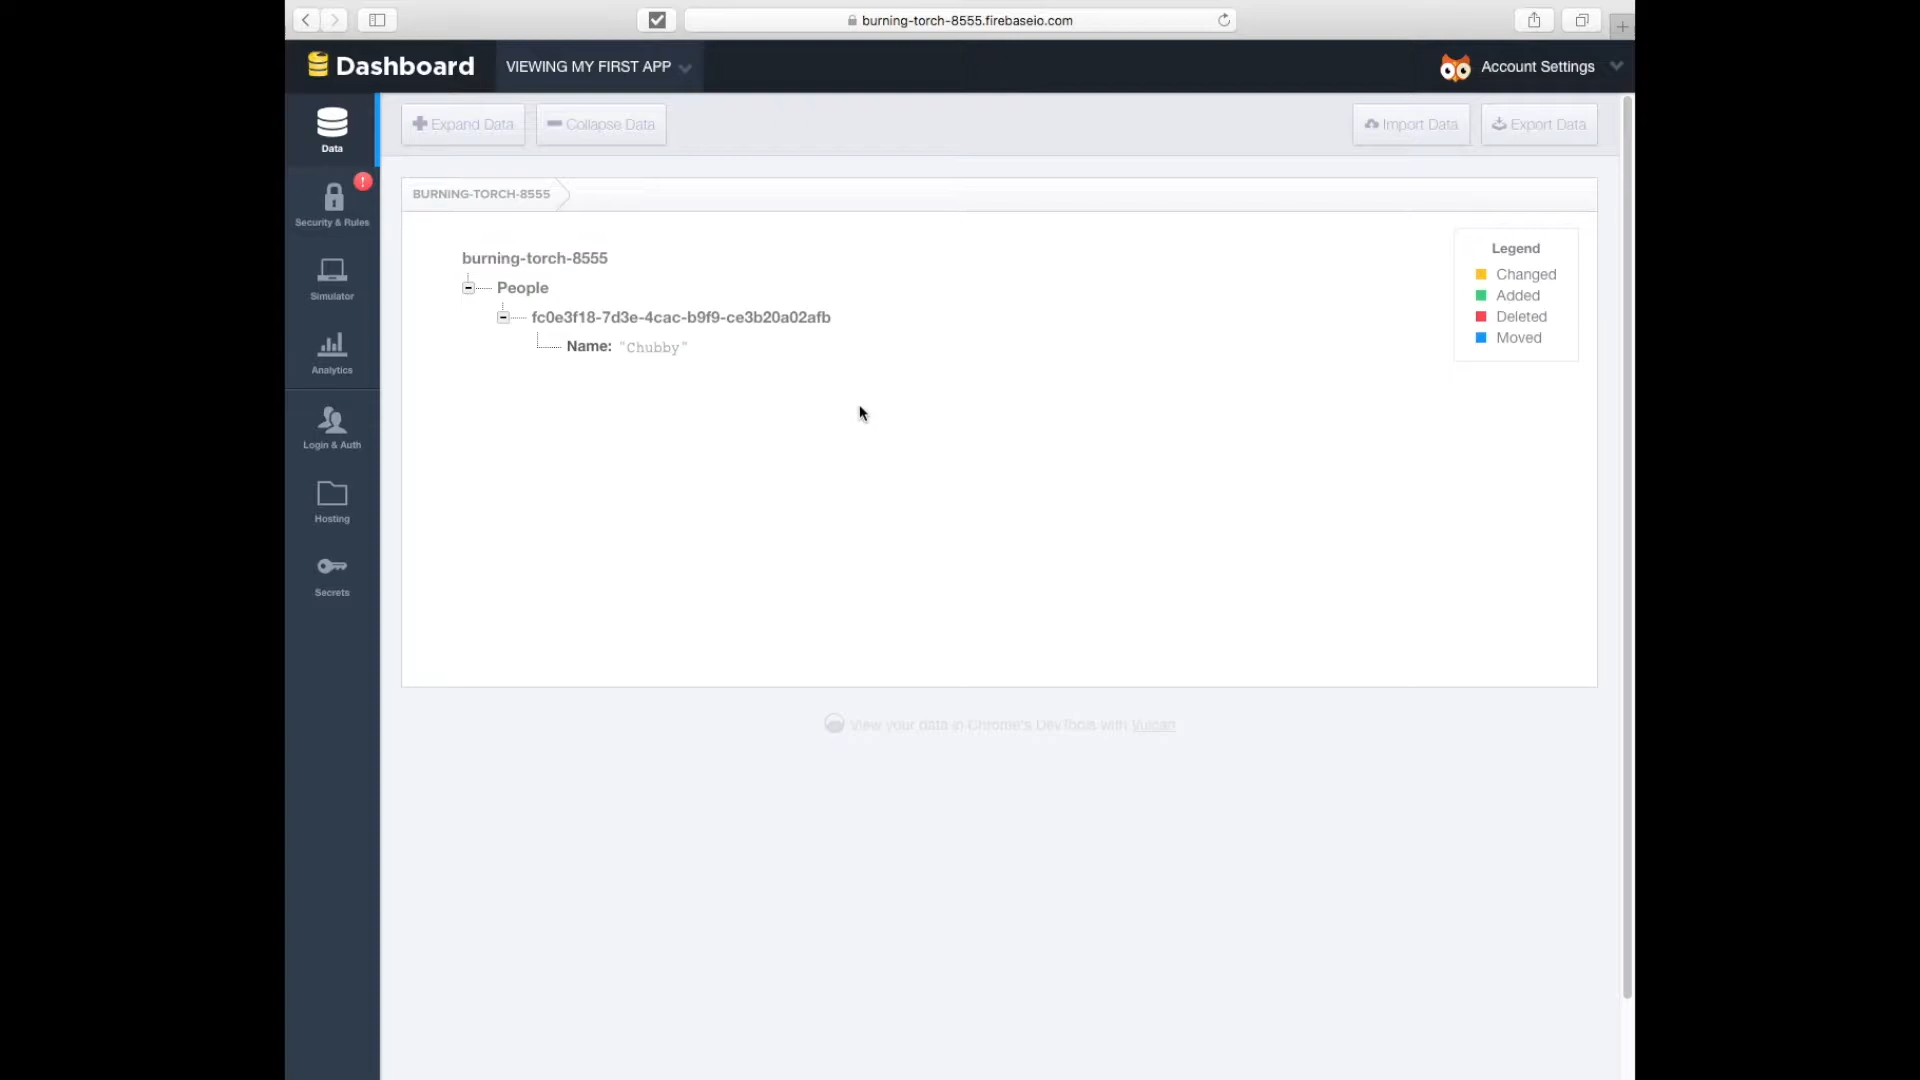 burning-torch-8555.firebaseio.com
Dashboard
VIEWING MY FIRST APP
Account Settings
Data
Security & Rules
Simulator
Analytics
Login & Auth
Hosting
Secrets
Expand Data
Collapse Data
Import Data
Export Data
BURNING-TORCH-8555
burning-torch-8555
People
fc0e3f18-7d3e-4cac-b9f9-ce3b20a02afb
Name: "Chubby"
Legend
Changed
Added
Deleted
Moved
View your data in Chrome's DevTools with Vulcan